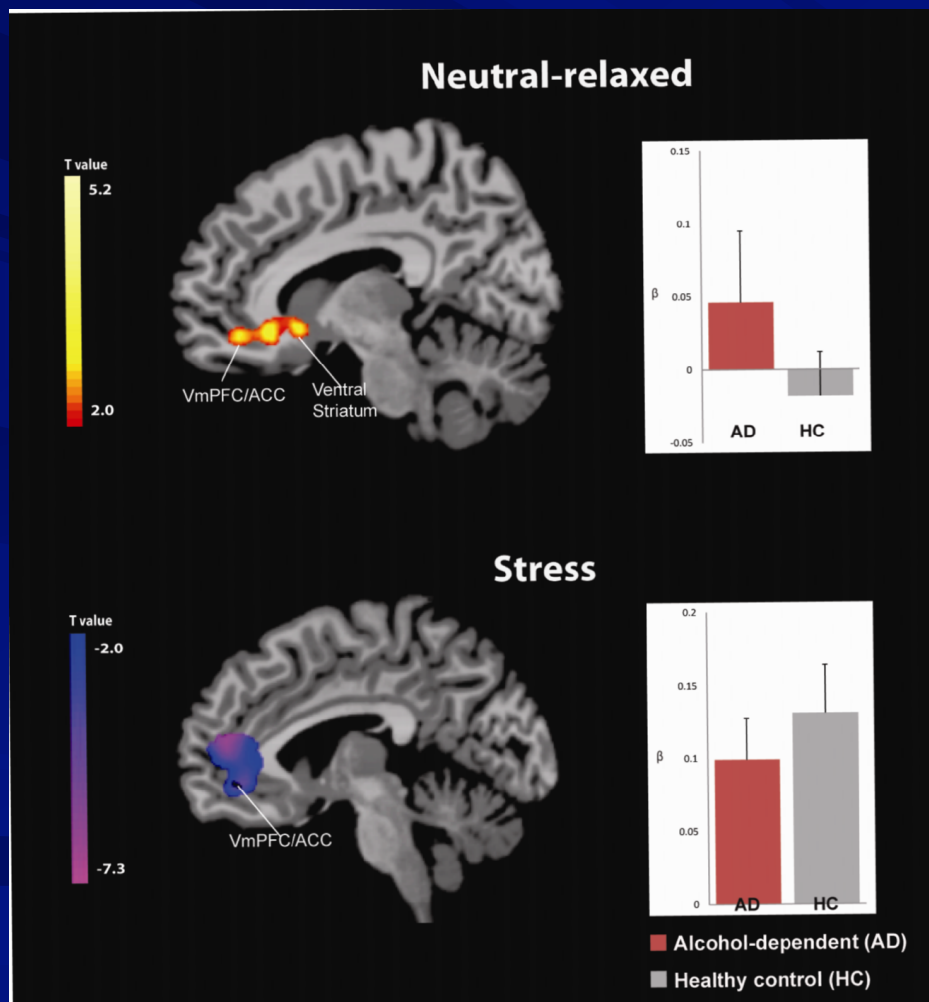 Neutral-relaxed
T value
5.2
2.0
VmPFC/ACC
Ventral
Striatum
0.15
0.1
0.05
0
-0.05
β
AD
HC
Stress
T value
-2.0
-7.3
VmPFC/ACC
0.2
0.15
0.1
0.05
0
β
AD
HC
Alcohol-dependent (AD)
Healthy control (HC)